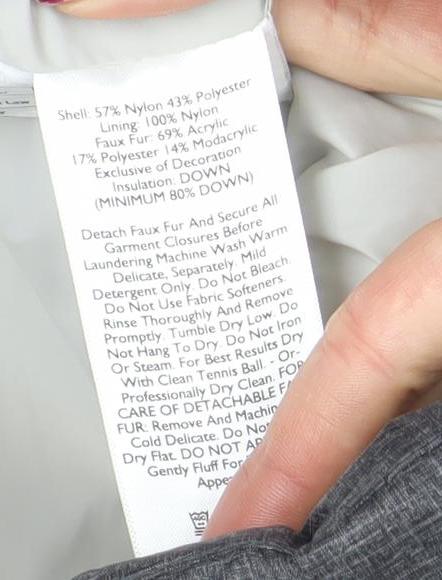 Law
Shell: 57% Nylon 43% Polyester
Lining: 100% Nylon
Faux Fur: 69% Acrylic
17% Polyester 14% Modacrylic
Exclusive of Decoration
Insulation: DOWN
(MINIMUM 80% DOWN)
Detach Faux Fur And Secure All
Garment Closures Before
Laundering Machine Wash Warm
Delicate, Separately. Mild
Detergent Only. Do Not Bleach.
Do Not Use Fabric Softeners.
Rinse Thoroughly And Remove
Promptly. Tumble Dry Low. Do
Not Hang To Dry. Do Not Iron
Or Steam. For Best Results Dry
With Clean Tennis Ball. - Or-
Professionally Dry Clean. FOR
CARE OF DETACHABLE
FUR: Remove And
Cold Delicate. Do
Dry Flat. DO NOT
Gently Fluff For